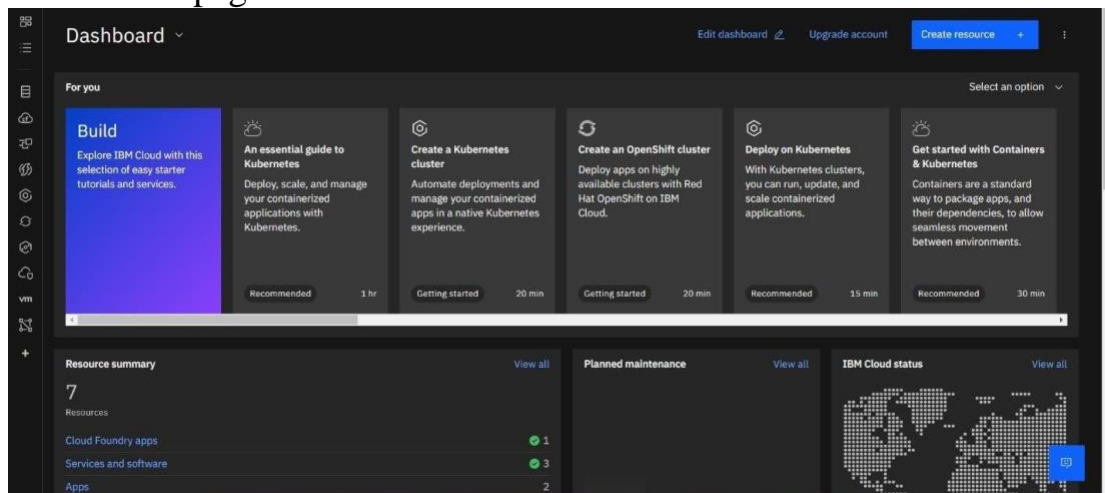 Dashboard
Edit dashboard
Upgrade account
Create resource +
For you
Select an option
Build
Explore IBM Cloud with this
selection of easy starter
tutorials and services.
An essential guide to
Kubernetes
Deploy, scale, and manage
your containerized
applications with
Kubernetes.
Recommended 1 hr
Create a Kubernetes
cluster
Automate deployments and
manage your containerized
apps in a native Kubernetes
experience.
Getting started 20 min
Create an OpenShift cluster
Deploy apps on highly
available clusters with Red
Hat OpenShift on IBM
Cloud.
Getting started 20 min
Deploy on Kubernetes
With Kubernetes clusters,
you can run, update, and
scale containerized
applications.
Recommended 15 min
Get started with Containers
& Kubernetes
Containers are a standard
way to package apps, and
their dependencies, to allow
seamless movement
between environments.
Recommended 30 min
vm
+
Resource summary View all
7
Resources
Cloud Foundry apps 1
Services and software 3
Apps 2
Planned maintenance View all
IBM Cloud status View all